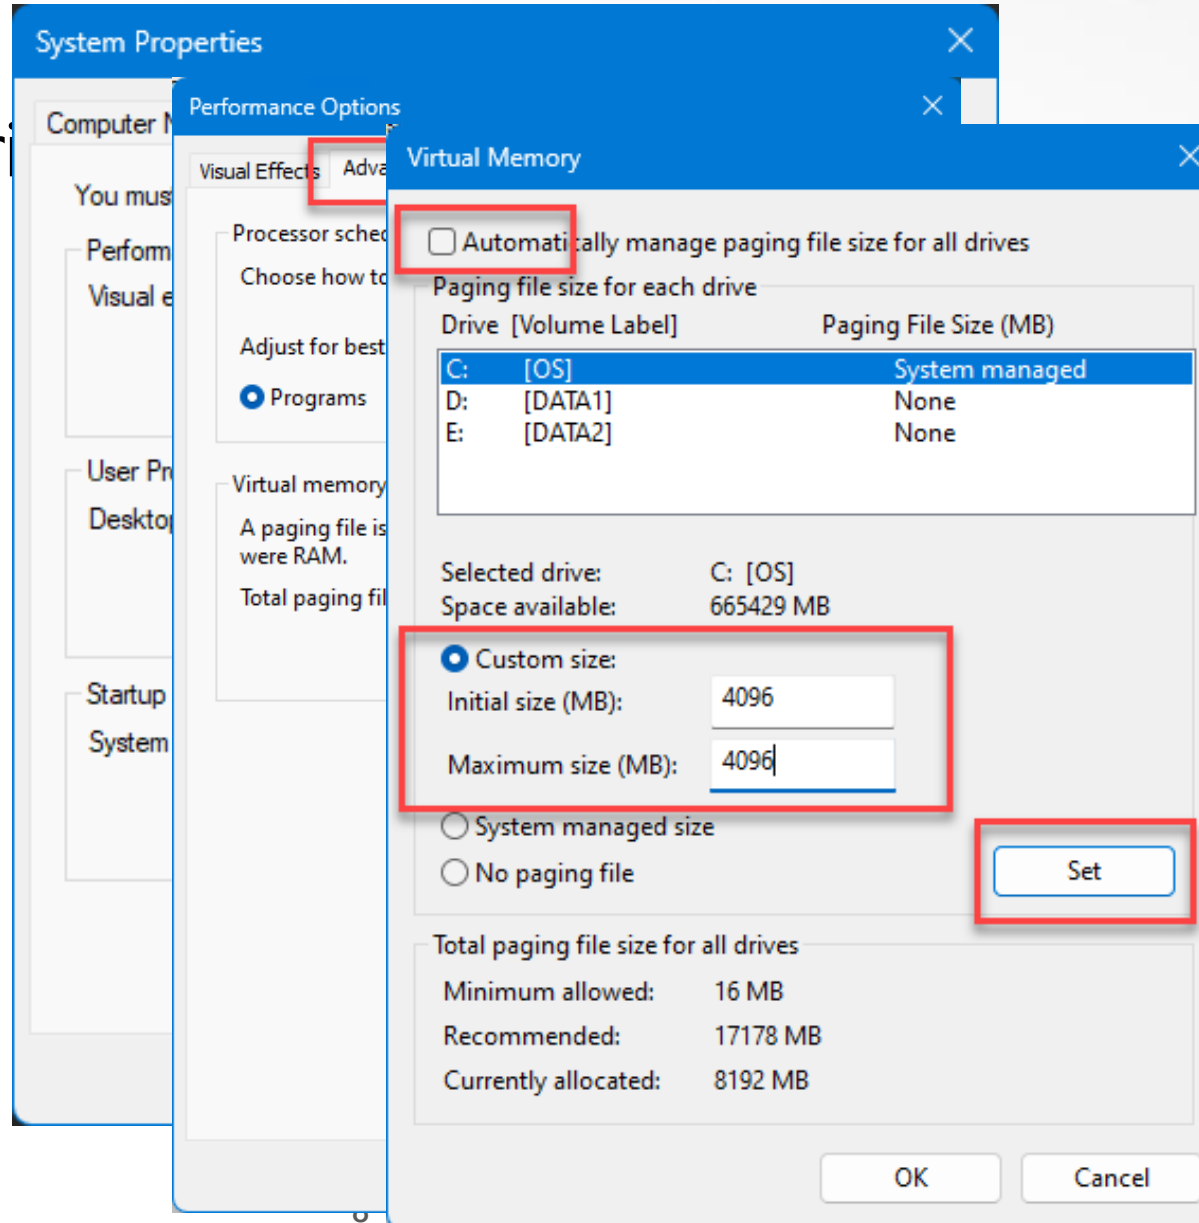 System Properties
Computer
You must
Perform
Visual
User
Desktop
Startup
System
Performance Options
Visual Effects Adva
Processor sched
Choose how to
Adjust for best
Programs
Virtual memory
A paging file is
were RAM.
Total paging fil
Virtual Memory
Automatically manage paging file size for all drives
Paging file size for each drive
Drive [Volume Label] Paging File Size (MB)
C: [OS] System managed
D: [DATA1] None
E: [DATA2] None
Selected drive: C: [OS]
Space available: 665429 MB
Custom size:
Initial size (MB): 4096
Maximum size (MB): 4096
System managed size
No paging file
Set
Total paging file size for all drives
Minimum allowed: 16 MB
Recommended: 17178 MB
Currently allocated: 8192 MB
OK Cancel